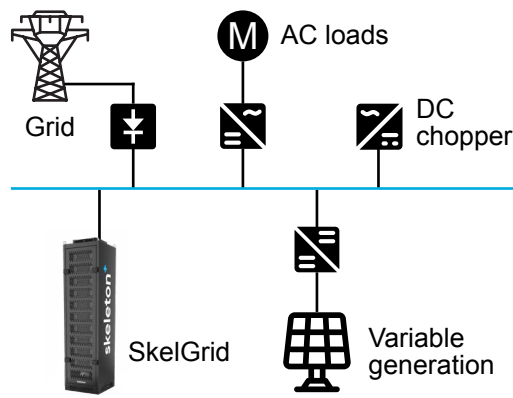 M
AC loads
Grid
DC
chopper
skeleton+
SkelGrid
Variable
generation